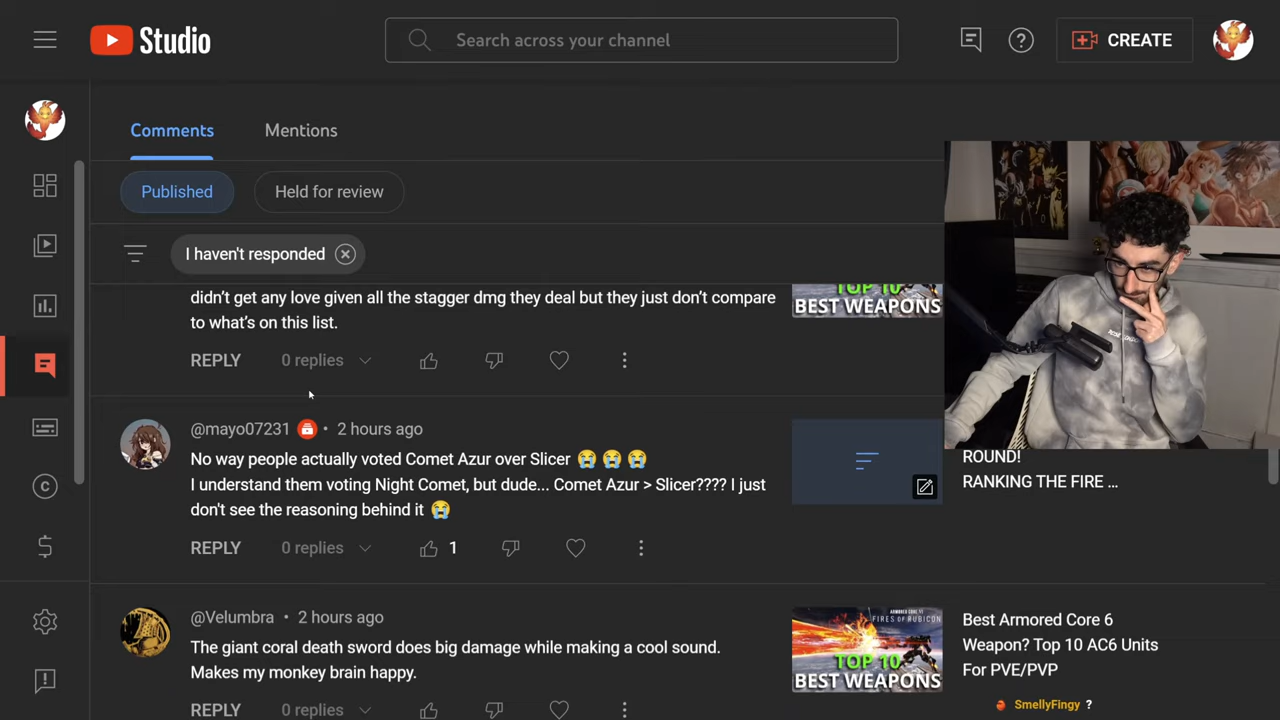 Studio
Search across your channel
CREATE
Comments
Mentions
Published
Held for review
I haven't responded
didn't get any love given all the stagger dmg they deal but they just don't compare
to what's on this list.
TOP 10
BEST WEAPONS
REPLY
0 replies
@mayo07231 • 2 hours ago
No way people actually voted Comet Azur over Slicer 😭😭😭
I understand them voting Night Comet, but dude... Comet Azur > Slicer???? I just
don't see the reasoning behind it 😭
ROUND!
RANKING THE FIRE ...
REPLY
0 replies
1
@Velumbra • 2 hours ago
The giant coral death sword does big damage while making a cool sound.
Makes my monkey brain happy.
ARMORED CORE VI
FIRES OF RUBICON
TOP 10
BEST WEAPONS
Best Armored Core 6
Weapon? Top 10 AC6 Units
For PVE/PVP
REPLY
0 replies
SmellyFingy ?